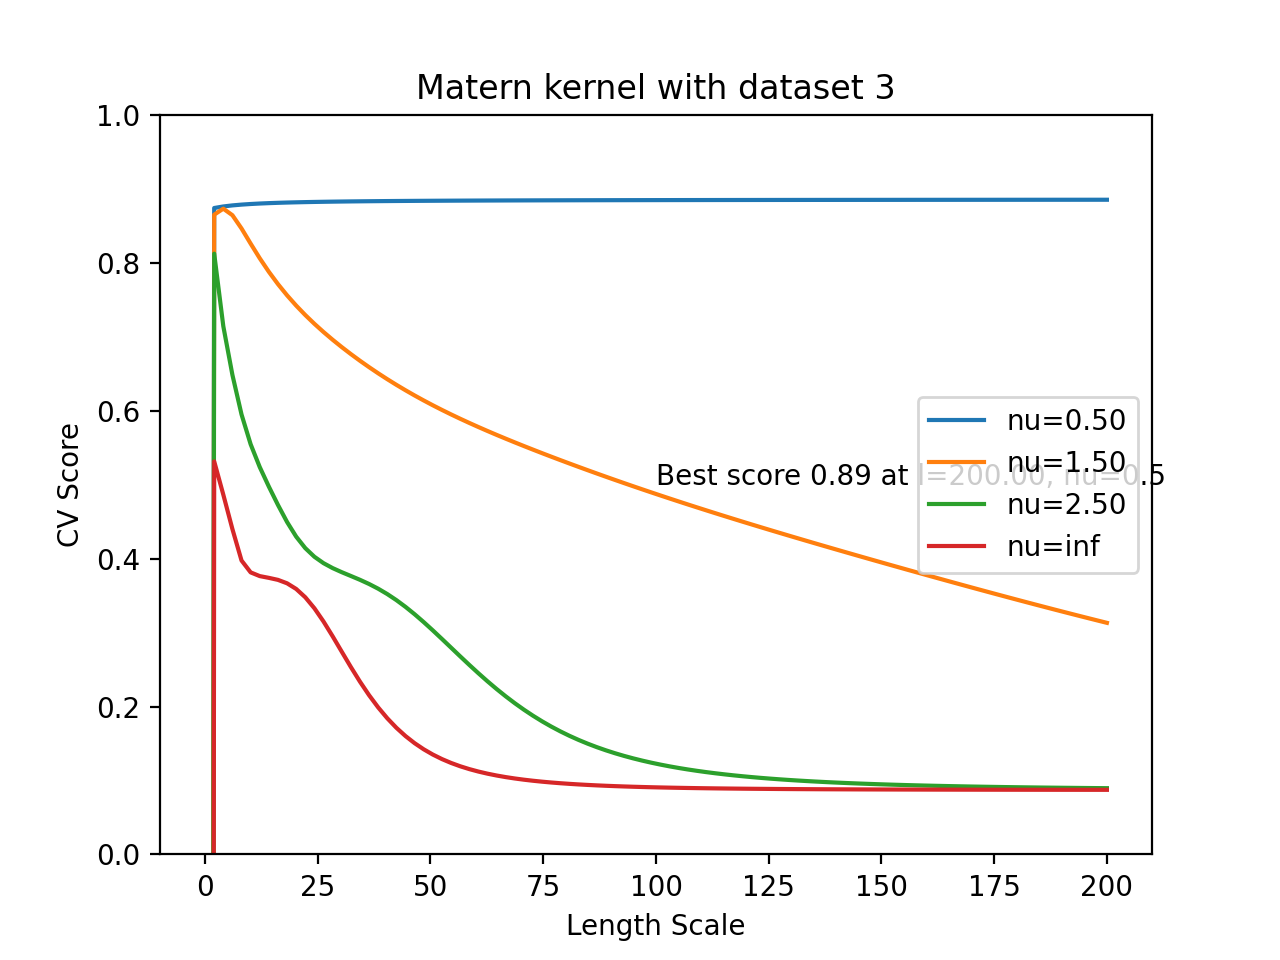 Matern kernel with dataset 3
1.0
0.8
0.6
0.4
0.2
0.0
CV Score
nu=0.50
nu=1.50
Best score 0.89 at l=200.00, nu=0.5
nu=2.50
nu=inf
0 25 50 75 100 125 150 175 200
Length Scale